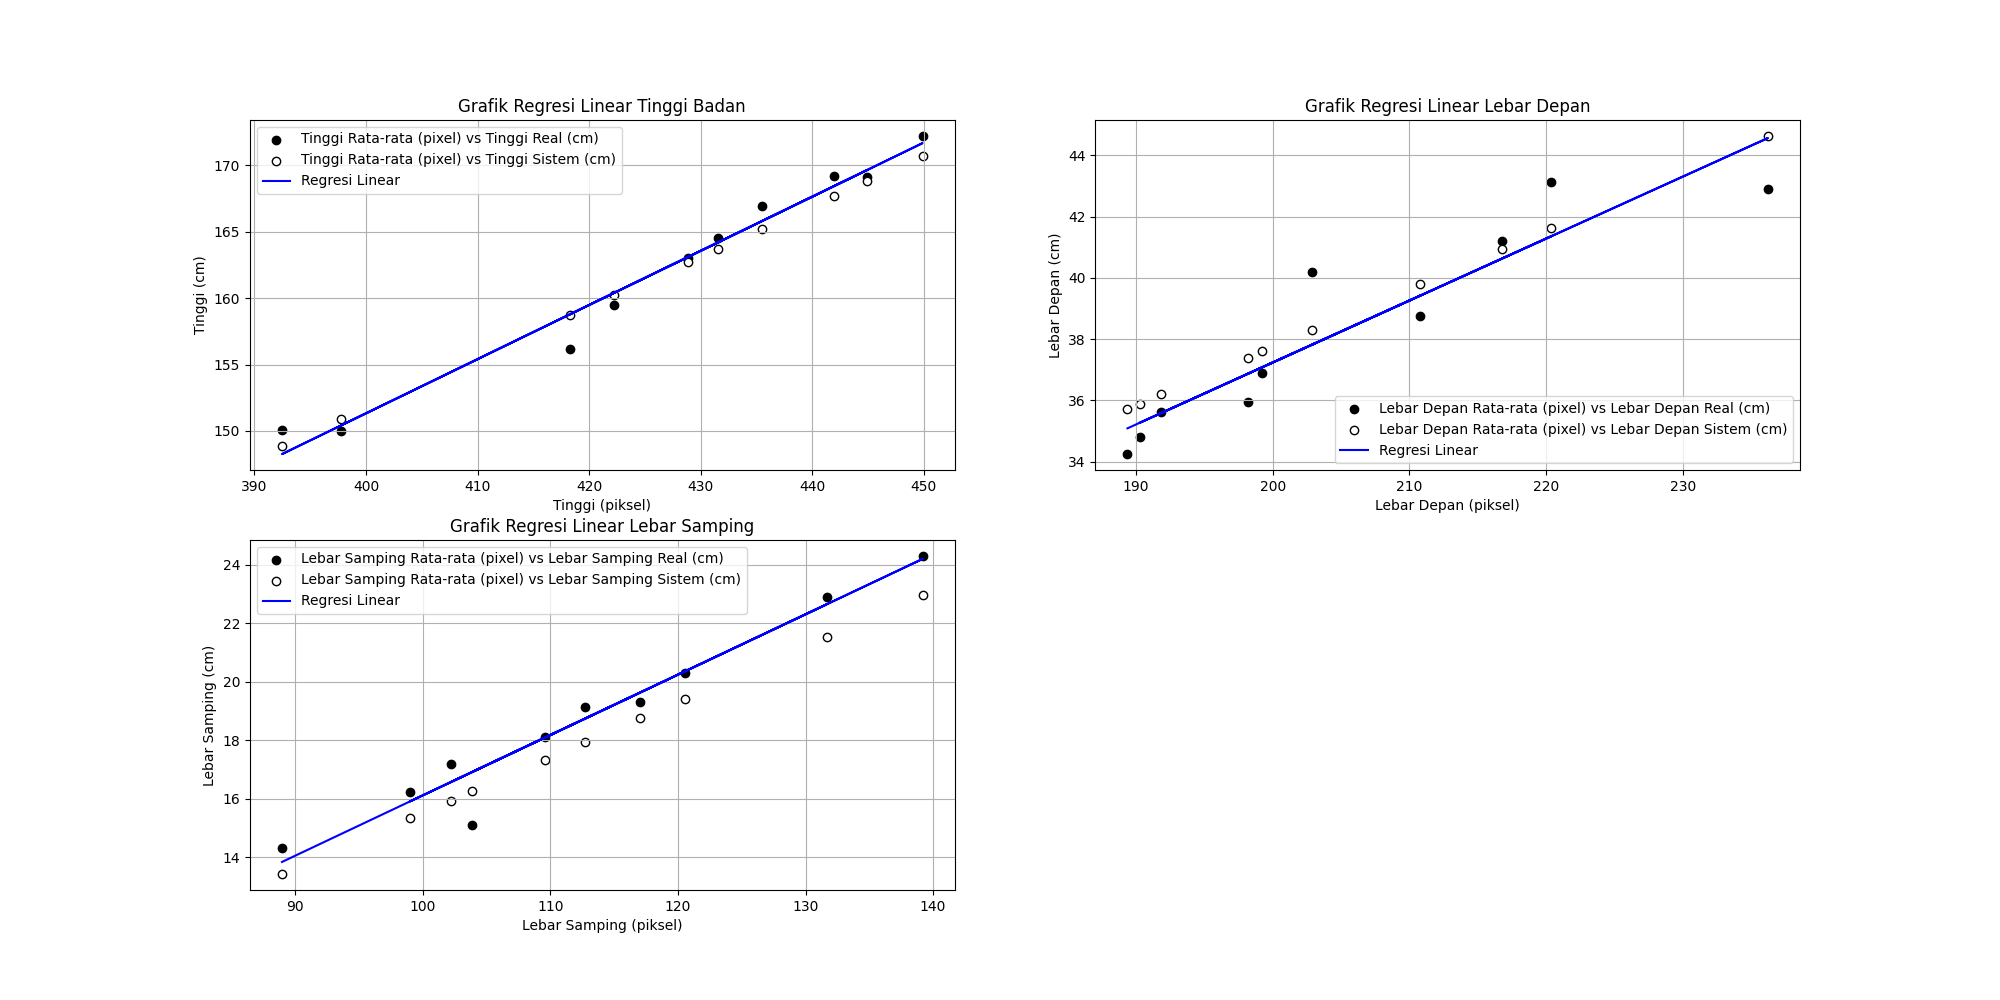 Grafik Regresi Linear Tinggi Badan
Tinggi Rata-rata (pixel) vs Tinggi Real (cm)
Tinggi Rata-rata (pixel) vs Tinggi Sistem (cm)
Regresi Linear
Tinggi (cm)
170
165
160
155
150
390 400 410 420 430 440 450
Tinggi (piksel)
Grafik Regresi Linear Lebar Depan
Lebar Depan (cm)
44
42
40
38
36
34
Lebar Depan Rata-rata (pixel) vs Lebar Depan Real (cm)
Lebar Depan Rata-rata (pixel) vs Lebar Depan Sistem (cm)
Regresi Linear
190 200 210 220 230
Lebar Depan (piksel)
Grafik Regresi Linear Lebar Samping
Lebar Samping Rata-rata (pixel) vs Lebar Samping Real (cm)
Lebar Samping Rata-rata (pixel) vs Lebar Samping Sistem (cm)
Regresi Linear
Lebar Samping (cm)
24
22
20
18
16
14
90 100 110 120 130 140
Lebar Samping (piksel)